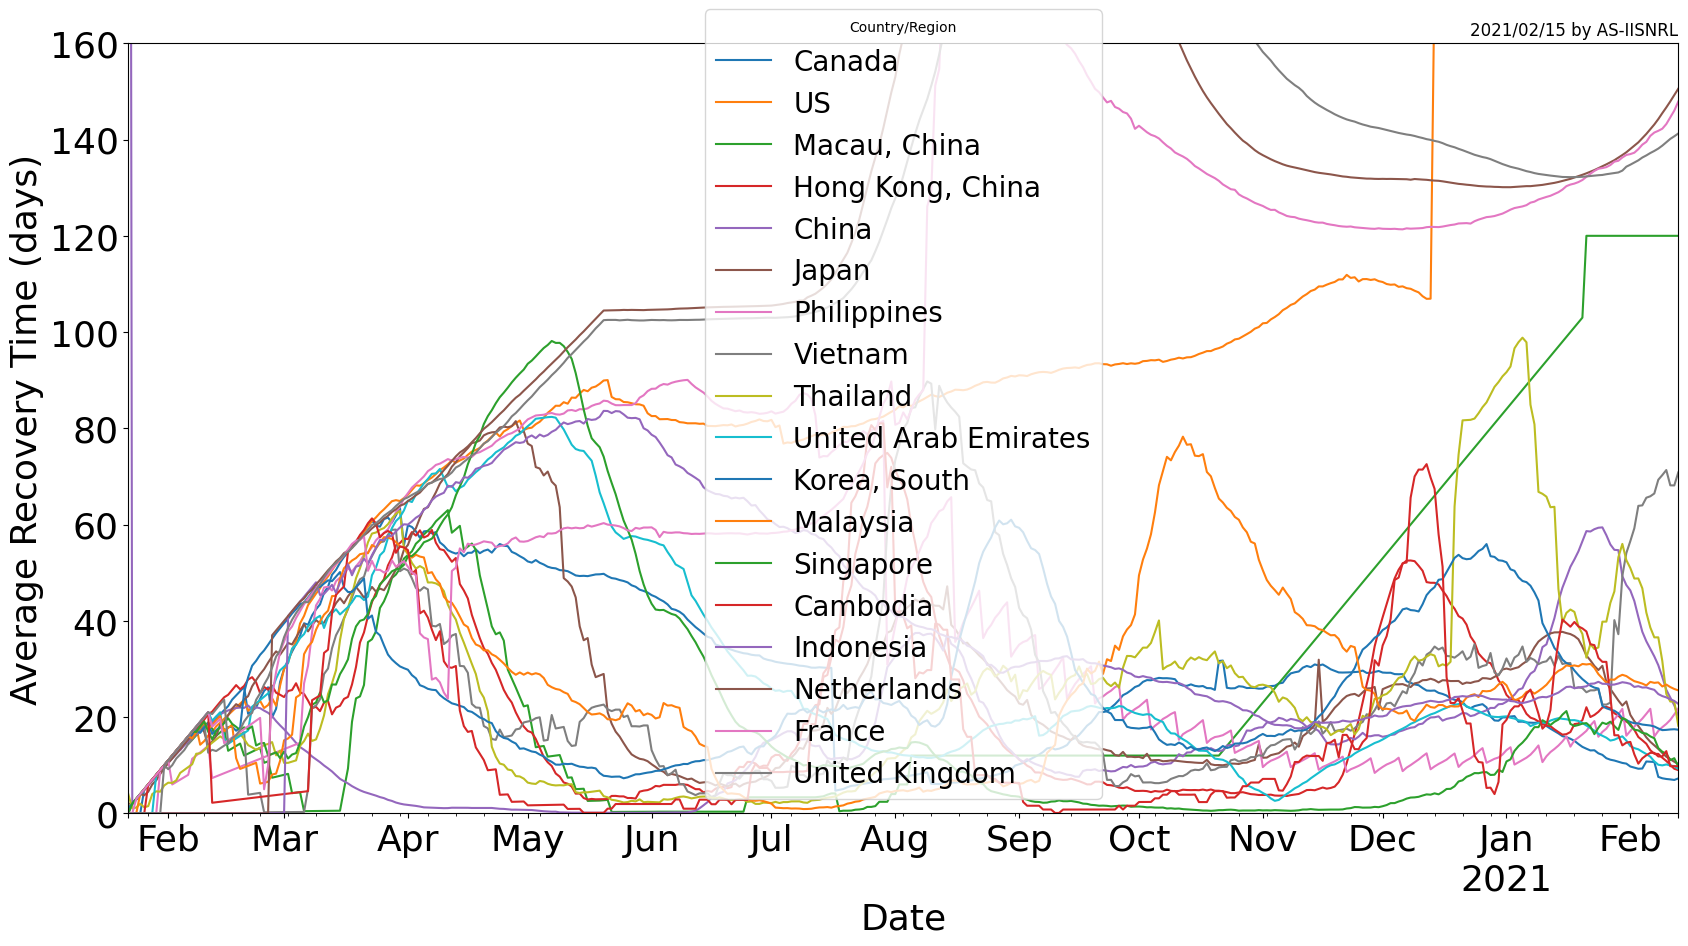 Country/Region
2021/02/15 by AS-IISNRL
Average Recovery Time (days)
160
140
120
100
80
60
40
20
0
Canada
US
Macau, China
Hong Kong, China
China
Japan
Philippines
Vietnam
Thailand
United Arab Emirates
Korea, South
Malaysia
Singapore
Cambodia
Indonesia
Netherlands
France
United Kingdom
Feb Mar Apr May Jun Jul Aug Sep Oct Nov Dec Jan Feb
2021
Date